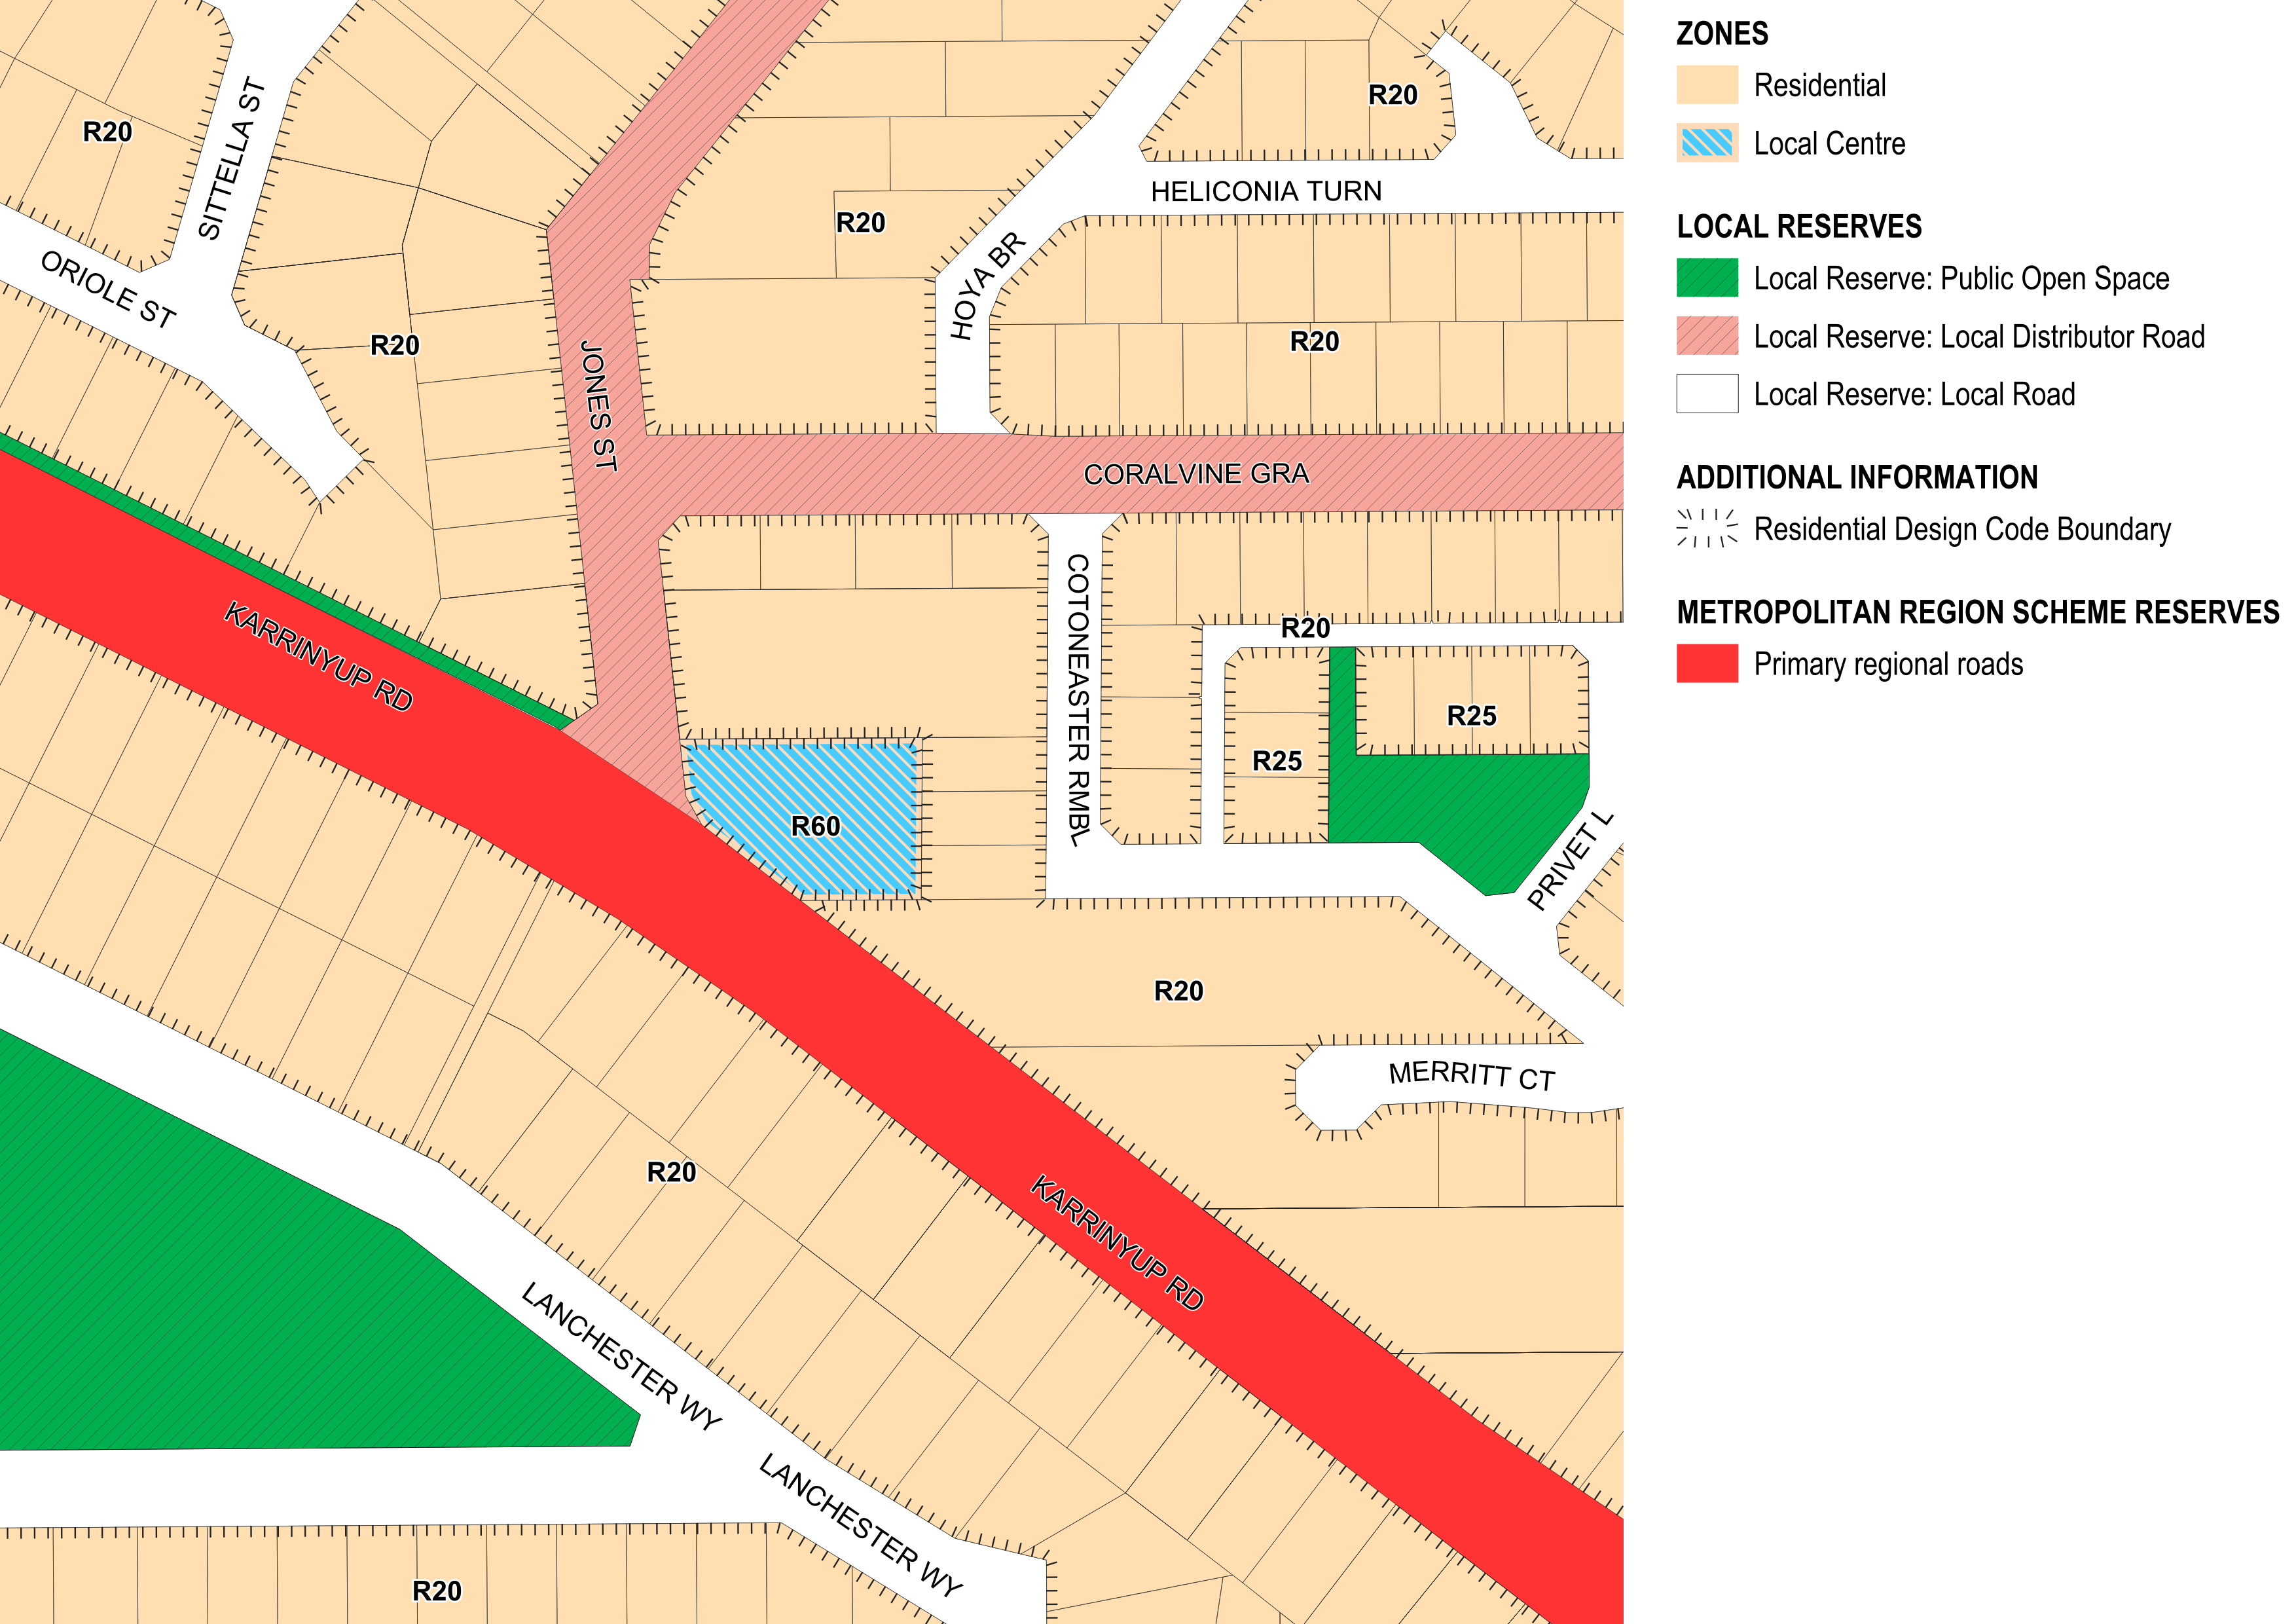 R20
SITTELLA ST
R20
HELICONIA TURN
R20
HOYA BR
ORIOLE ST
R20
R20
JONES ST
CORALVINE GRA
COTONEASTER RMBL
R20
KARRINYUP RD
R25
R25
R60
PRIVET L
R20
MERRITT CT
R20
KARRINYUP RD
LANCHESTER WY
LANCHESTER WY
R20
ZONES
Residential
Local Centre
LOCAL RESERVES
Local Reserve: Public Open Space
Local Reserve: Local Distributor Road
Local Reserve: Local Road
ADDITIONAL INFORMATION
Residential Design Code Boundary
METROPOLITAN REGION SCHEME RESERVES
Primary regional roads